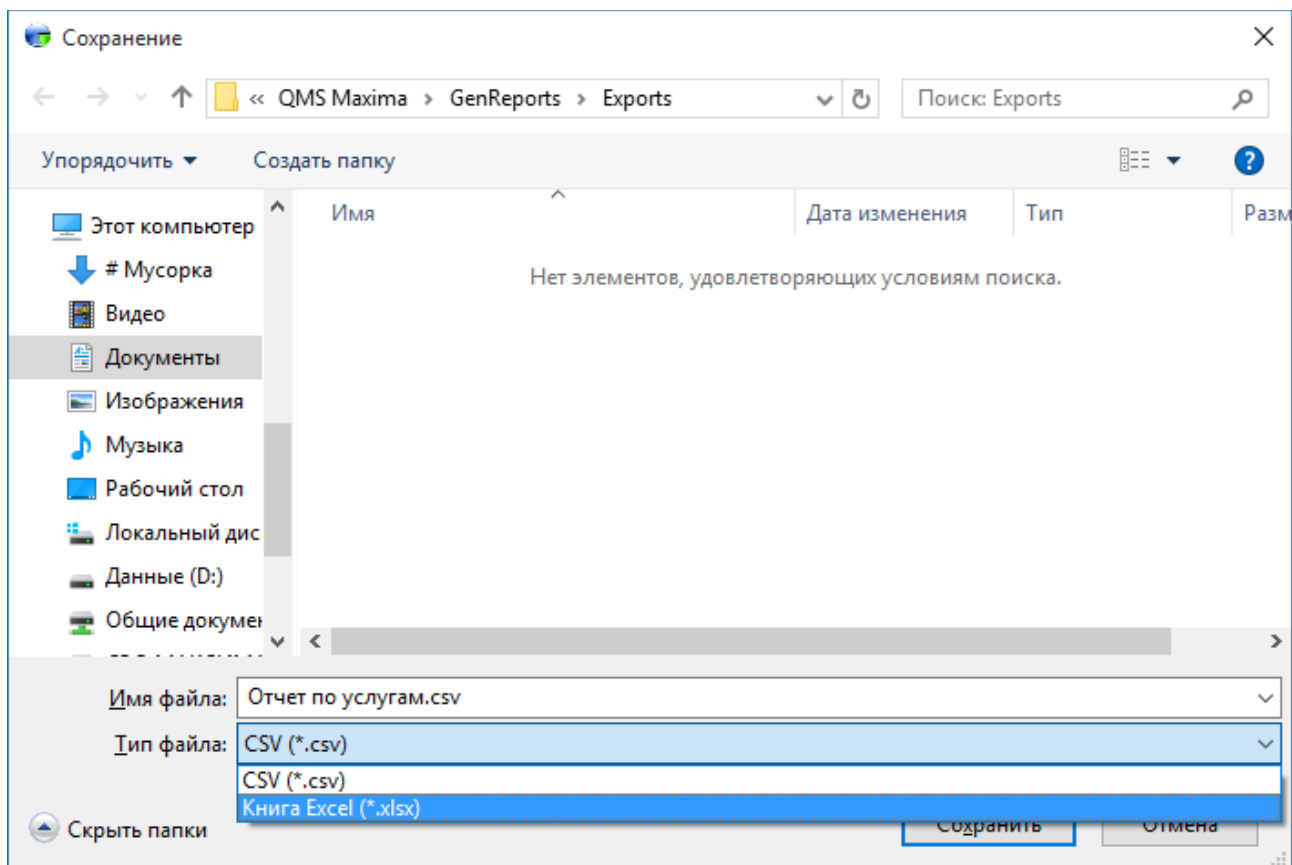 Сохранение
« QMS Maxima › GenReports › Exports
Поиск: Exports
Упорядочить
Создать папку
Имя
Дата изменения
Тип
Разм
Этот компьютер
# Мусорка
Видео
Документы
Изображения
Музыка
Рабочий стол
Локальный дис
Данные (D:)
Общие докумен
Нет элементов, удовлетворяющих условиям поиска.
Имя файла: Отчет по услугам.csv
Тип файла: CSV (*.csv)
CSV (*.csv)
Книга Excel (*.xlsx)
Скрыть папки
Сохранить
Отмена